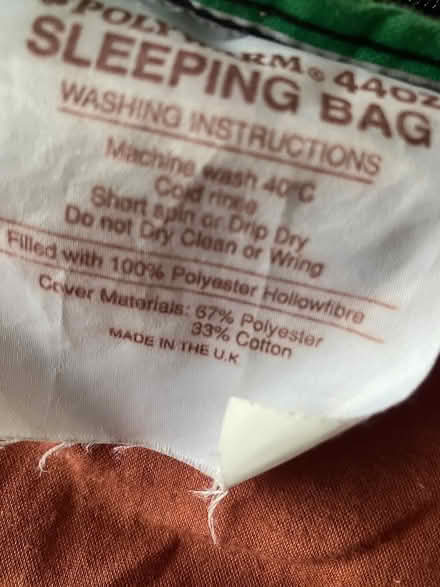 44oz
SLEEPING BAG
WASHING INSTRUCTIONS
Machine wash 40°C
Cold rinse
Short spin or Drip Dry
Do not Dry Clean or Wring
Filled with 100% Polyester Hollowfibre
Cover Materials: 67% Polyester
33% Cotton
MADE IN THE U.K